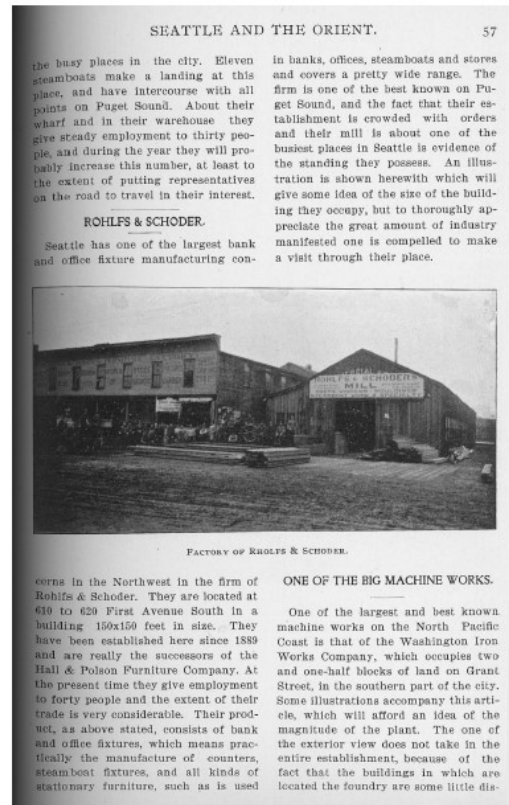 SEATTLE AND THE ORIENT. 57
the busy places in the city. Eleven
steamboats make a landing at this
place, and have intercourse with all
points on Puget Sound. About their
wharf and in their warehouse they
give steady employment to thirty peo-
ple, and during the year they will pro-
bably increase this number, at least to
the extent of putting representatives
on the road to travel in their interest.
ROHLFS & SCHODER.
Seattle has one of the largest bank
and office fixture manufacturing con-
in banks, offices, steamboats and stores
and covers a pretty wide range. The
firm is one of the best known on Pu-
get Sound, and the fact that their es-
tablishment is crowded with orders
and their mill is about one of the
busiest places in Seattle is evidence of
the standing they possess. An illus-
tration is shown herewith which will
give some idea of the size of the build-
ing they occupy, but to thoroughly ap-
preciate the great amount of industry
manifested one is compelled to make
a visit through their place.
ROHLFS & SCHODER'S
MILL
FACTORY OF RHOLFS & SCHODER.
cerns in the Northwest in the firm of
Rohlfs & Schoder. They are located at
610 to 620 First Avenue South in a
building 150x150 feet in size. They
have been established here since 1889
and are really the successors of the
Hall & Polson Furniture Company. At
the present time they give employment
to forty people and the extent of their
trade is very considerable. Their prod-
uct, as above stated, consists of bank
and office fixtures, which means prac-
tically the manufacture of counters,
steamboat fixtures, and all kinds of
stationary furniture, such as is used
ONE OF THE BIG MACHINE WORKS.
One of the largest and best known
machine works on the North Pacific
Coast is that of the Washington Iron
Works Company, which occupies two
and one-half blocks of land on Grant
Street, in the southern part of the city.
Some illustrations accompany this arti-
cle, which will afford an idea of the
magnitude of the plant. The one of
the exterior view does not take in the
entire establishment, because of the
fact that the buildings in which are
located the foundry are some little dis-